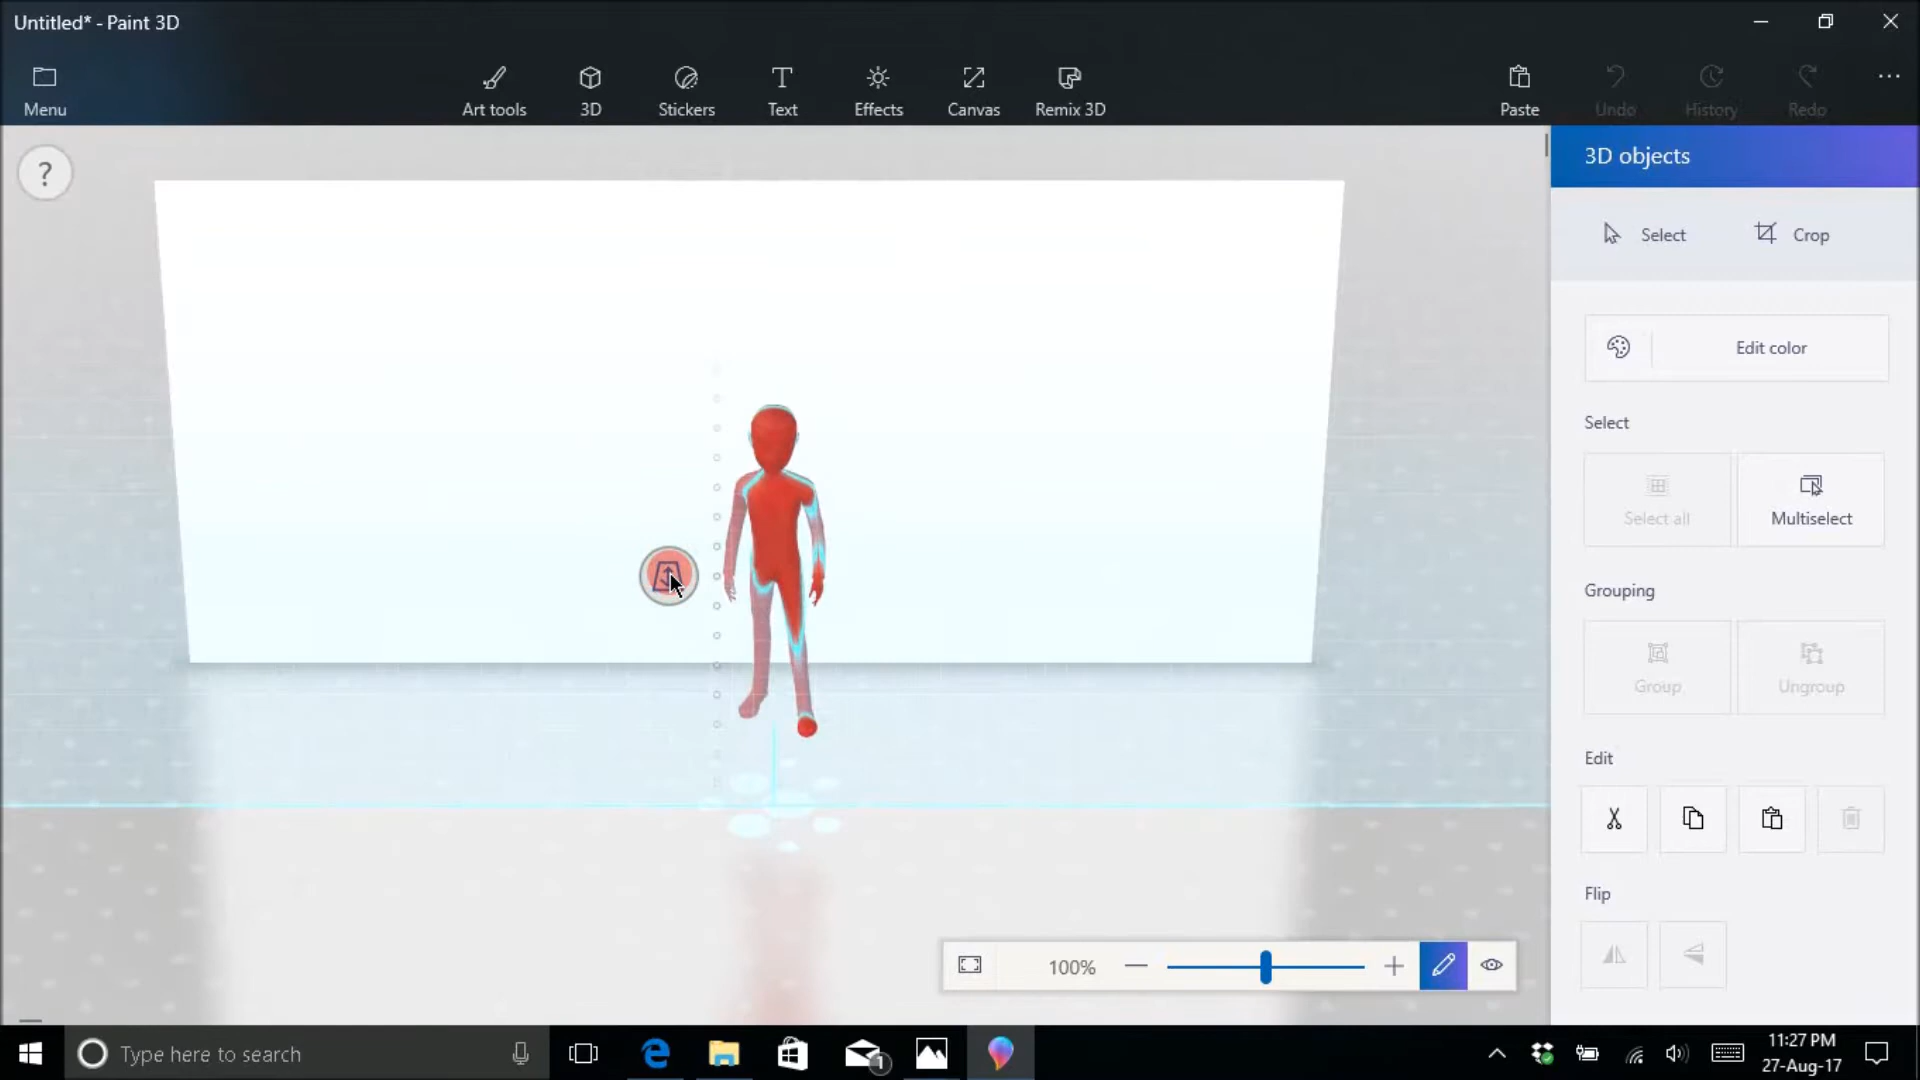 Untitled* - Paint 3D
Menu
Art tools
3D
Stickers
Text
Effects
Canvas
Remix 3D
Paste
Undo
History
Redo
?
3D objects
Select
Crop
Edit color
Select
Select all
Multiselect
Grouping
Group
Ungroup
Edit
Flip
100%
Type here to search
1
11:27 PM
27-Aug-17